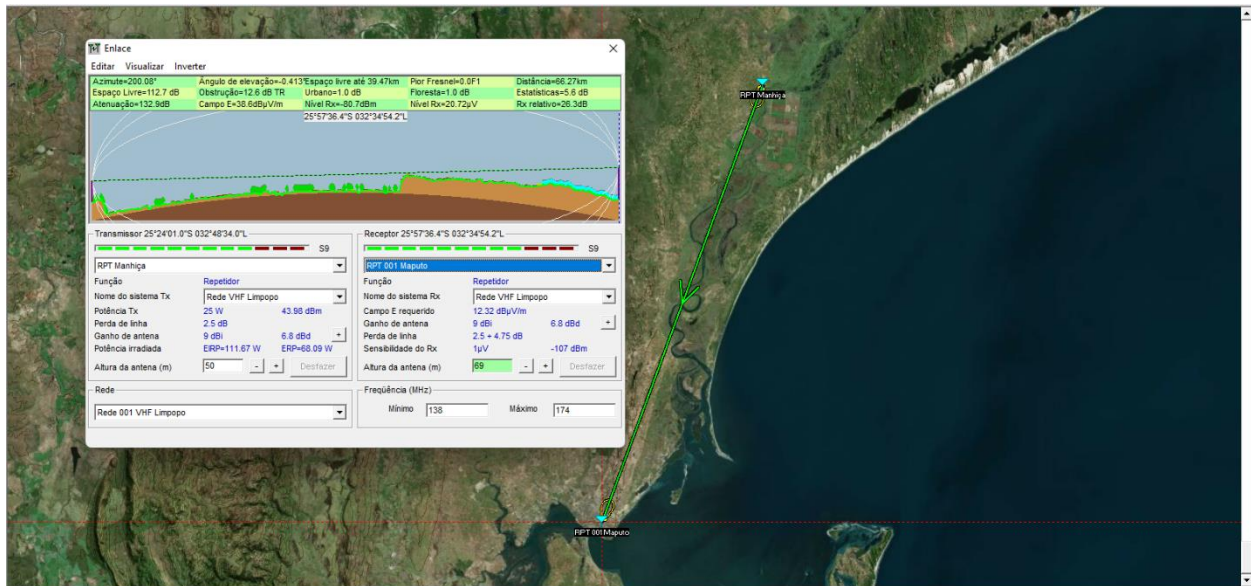 Enlace
Editar Visualizar Inverter
Azimute=200.08° Ângulo de elevação=-0.413° Espaço livre até 39.47km Pior Fresnel=0.0F1 Distância=66.27km
Espaço Livre=112.7 dB Obstrução=12.6 dB TR Urbano=1.0 dB Floresta=1.0 dB Estatísticas=5.6 dB
Atenuação=132.9dB Campo E=38.6dBµV/m Nível Rx=-80.7dBm Nível Rx=20.72µV Rx relativo=26.3dB
25°57'36.4"S 032°34'54.2"L
Transmissor 25°24'01.0"S 032°48'34.0"L
S9
RPT Manhiça
Função Repetidor
Nome do sistema Tx Rede VHF Limpopo
Potência Tx 25 W 43.98 dBm
Perda de linha 2.5 dB
Ganho de antena 9 dBi 6.8 dBd +
Potência irradiada EIRP=111.67 W ERP=68.09 W
Altura da antena (m) 50 - + Desfazer
Rede
Rede 001 VHF Limpopo
Receptor 25°57'36.4"S 032°34'54.2"L
S9
RPT 001 Maputo
Função Repetidor
Nome do sistema Rx Rede VHF Limpopo
Campo E requerido 12.32 dBµV/m
Ganho de antena 9 dBi 6.8 dBd +
Perda de linha 2.5 + 4.75 dB
Sensibilidade do Rx 1µV -107 dBm
Altura da antena (m) 69 - + Desfazer
Freqüência (MHz)
Mínimo 138 Máximo 174
RPT Manhiça
RPT 001 Maputo